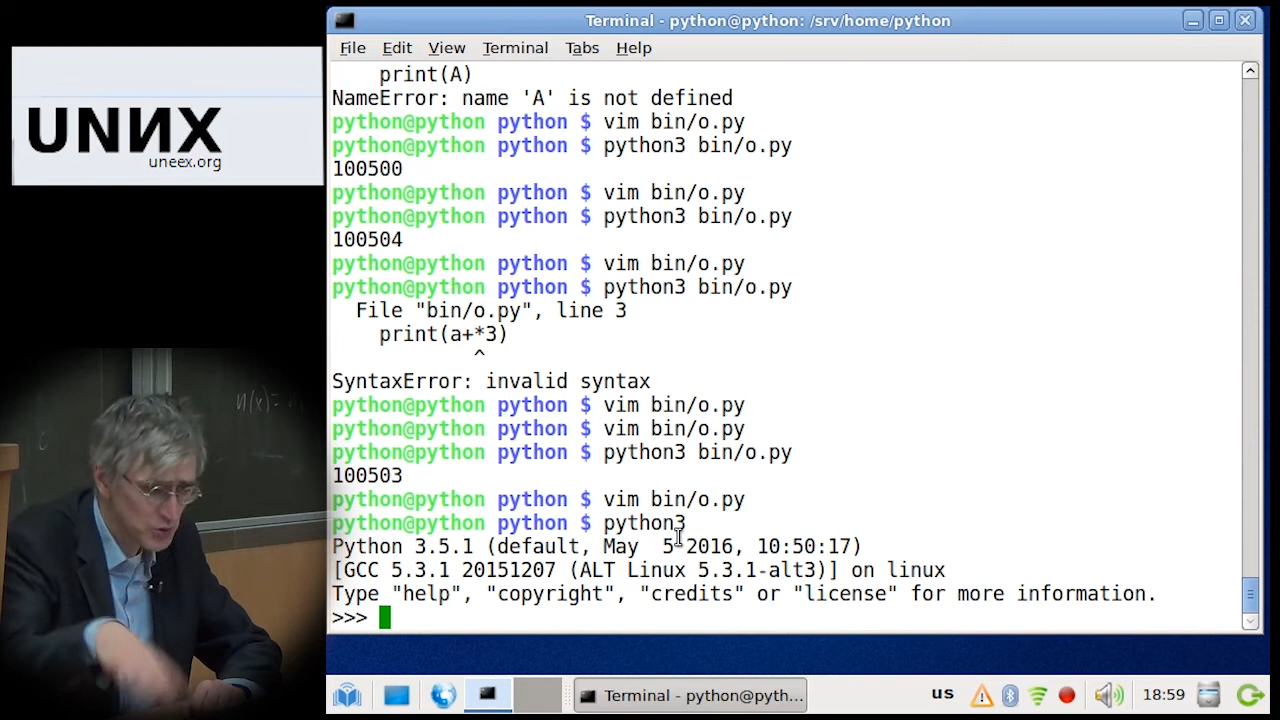 UNИX
uneex.org
Terminal - python@python: /srv/home/python
File Edit View Terminal Tabs Help
print(A)
NameError: name 'A' is not defined
python@python python $ vim bin/o.py
python@python python $ python3 bin/o.py
100500
python@python python $ vim bin/o.py
python@python python $ python3 bin/o.py
100504
python@python python $ vim bin/o.py
python@python python $ python3 bin/o.py
File "bin/o.py", line 3
print(a+*3)
^
SyntaxError: invalid syntax
python@python python $ vim bin/o.py
python@python python $ vim bin/o.py
python@python python $ python3 bin/o.py
100503
python@python python $ vim bin/o.py
python@python python $ python3
Python 3.5.1 (default, May  5 2016, 10:50:17)
[GCC 5.3.1 20151207 (ALT Linux 5.3.1-alt3)] on linux
Type "help", "copyright", "credits" or "license" for more information.
>>>
Terminal - python@pyth...
us
18:59